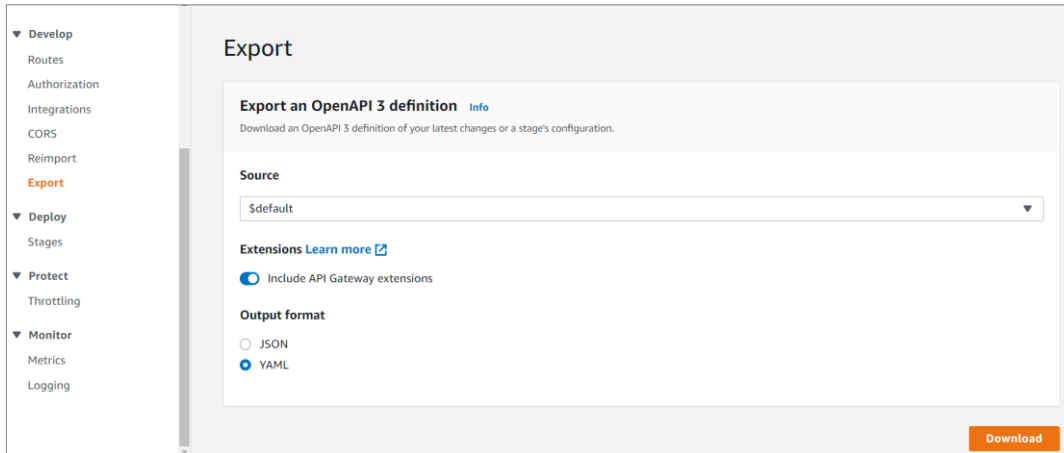 Develop
Routes
Authorization
Integrations
CORS
Reimport
Export
Deploy
Stages
Protect
Throttling
Monitor
Metrics
Logging
Export
Export an OpenAPI 3 definition Info
Download an OpenAPI 3 definition of your latest changes or a stage's configuration.
Source
$default
Extensions Learn more
Include API Gateway extensions
Output format
JSON
YAML
Download